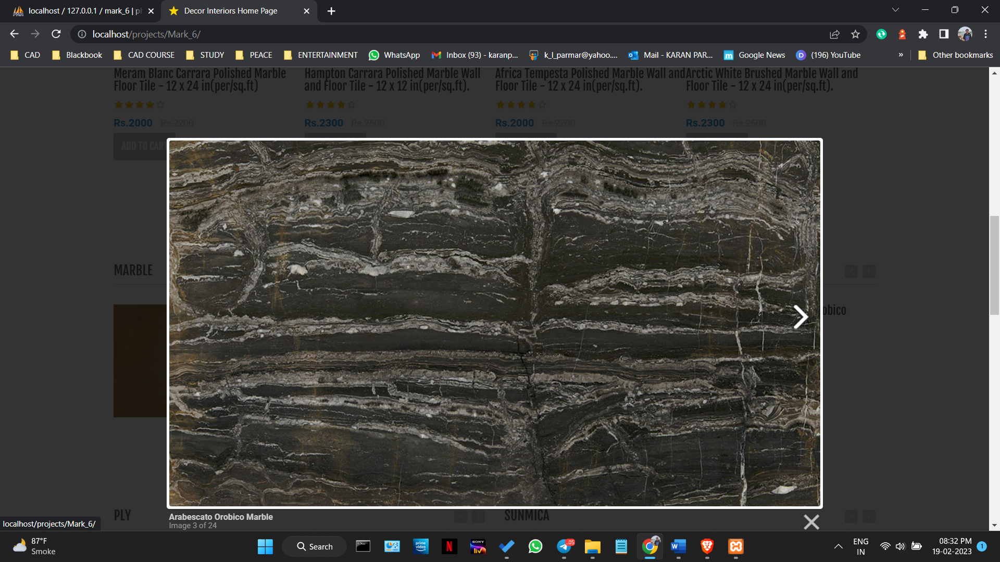 localhost / 127.0.0.1 / mark_6 | ph
Decor Interiors Home Page
localhost/projects/Mark_6/
CAD
Blackbook
CAD COURSE
STUDY
PEACE
ENTERTAINMENT
WhatsApp
Inbox (93) - karanp...
k_l_parmar@yahoo....
Mail - KARAN PAR...
Google News
(196) YouTube
»
Other bookmarks
Meram Blanc Carrara Polished Marble
Floor Tile - 12 x 24 in(per/sq.ft)
Hampton Carrara Polished Marble Wall
and Floor Tile - 12 x 12 in(per/sq.ft).
Africa Tempesta Polished Marble Wall and
Floor Tile - 12 x 24 in(per/sq.ft).
Arctic White Brushed Marble Wall and
Floor Tile - 12 x 24 in(per/sq.ft).
Rs.2000 Rs.2200
Rs.2300 Rs.2500
Rs.2000 Rs.2200
Rs.2300 Rs.2500
ADD TO CART
MARBLE
obico
PLY
SUNMICA
Arabescato Orobico Marble
Image 3 of 24
localhost/projects/Mark_6/
87°F
Smoke
Search
prime
video
N
SONY
liv
05
W
ENG
IN
08:32 PM
19-02-2023
1